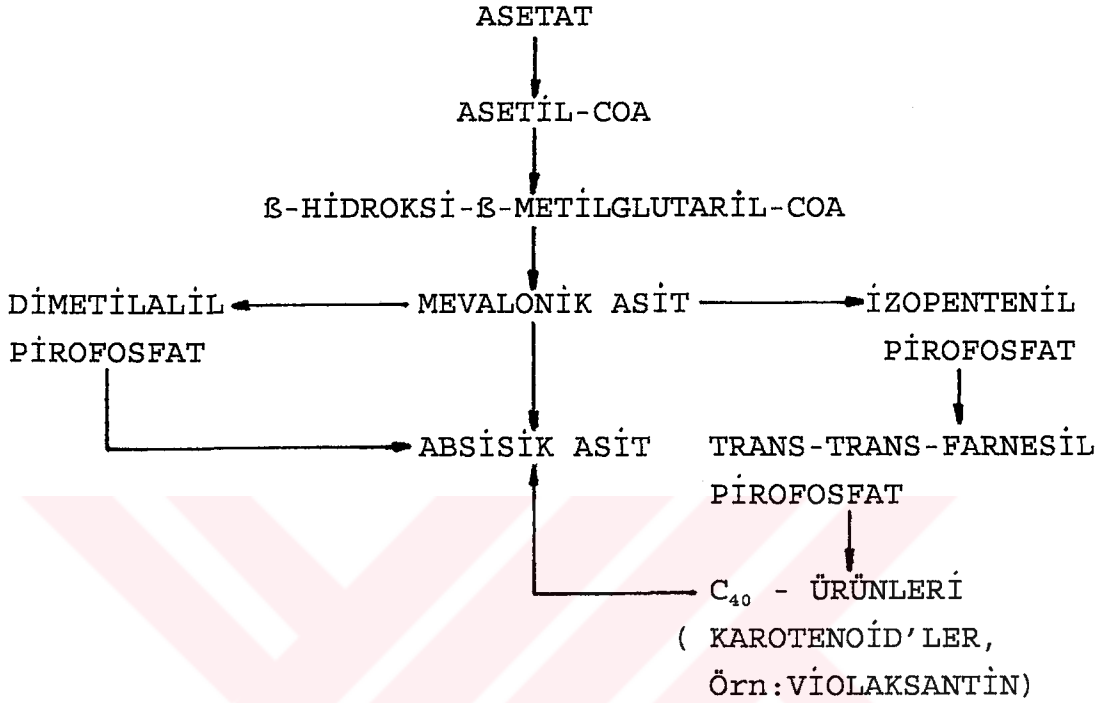 ASETAT
ASETİL-COA
ß-HİDROKSİ-ß-METİLGLUTARİL-COA
DİMETİLALİL
PİROFOSFAT
MEVALONİK ASİT
İZOPENTENİL
PİROFOSFAT
ABSİSİK ASİT
TRANS-TRANS-FARNESİL
PİROFOSFAT
C₄₀ - ÜRÜNLERİ
( KAROTENOİD'LER,
Örn:VİOLAKSANTİN)